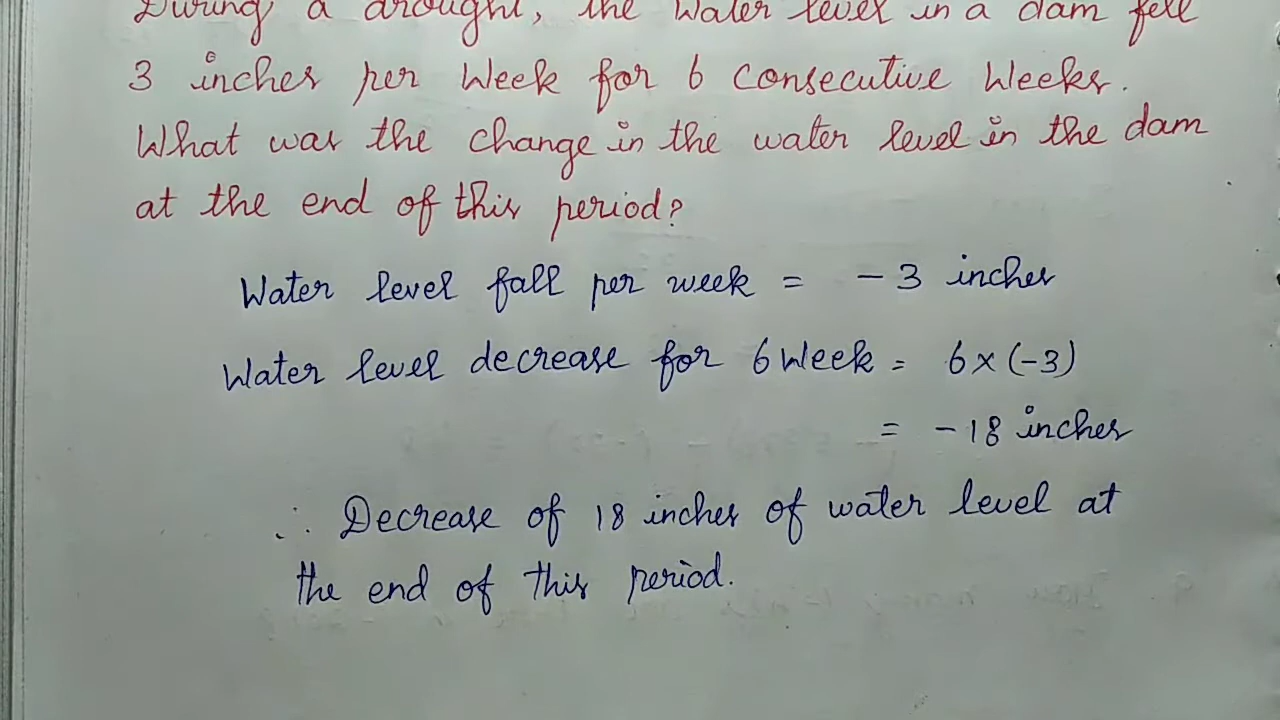 During a drought, the water level in a dam fell
3 inches per week for 6 consecutive weeks.
What was the change in the water level in the dam
at the end of this period?
Water level fall per week = - 3 inches
Water level decrease for 6 week = 6 x (-3)
= - 18 inches
∴ Decrease of 18 inches of water level at
the end of this period.